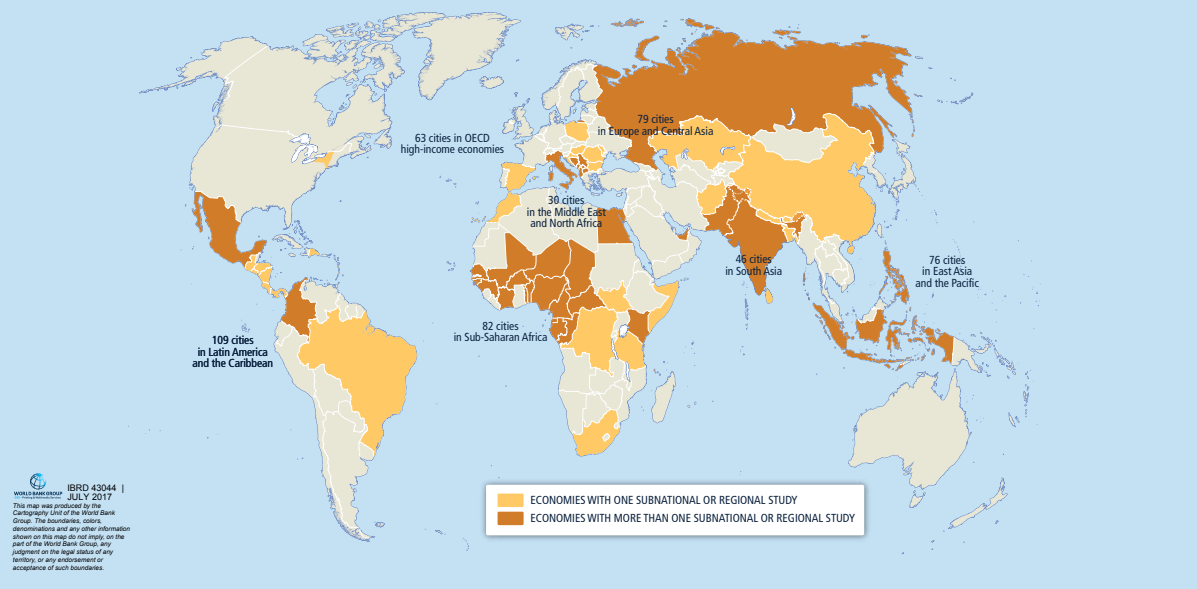 79 cities
in Europe and Central Asia
63 cities in OECD
high-income economies
30 cities
in the Middle East
and North Africa
46 cities
in South Asia
76 cities
in East Asia
and the Pacific
82 cities
in Sub-Saharan Africa
109 cities
in Latin America
and the Caribbean
WORLD BANK GROUP
IBRD 43044 |
JULY 2017
This map was produced by the
Cartography Unit of the World Bank
Group. The boundaries, colors,
denominations and any other information
shown on this map do not imply, on the
part of the World Bank Group, any
judgment on the legal status of any
territory, or any endorsement or
acceptance of such boundaries.
ECONOMIES WITH ONE SUBNATIONAL OR REGIONAL STUDY
ECONOMIES WITH MORE THAN ONE SUBNATIONAL OR REGIONAL STUDY